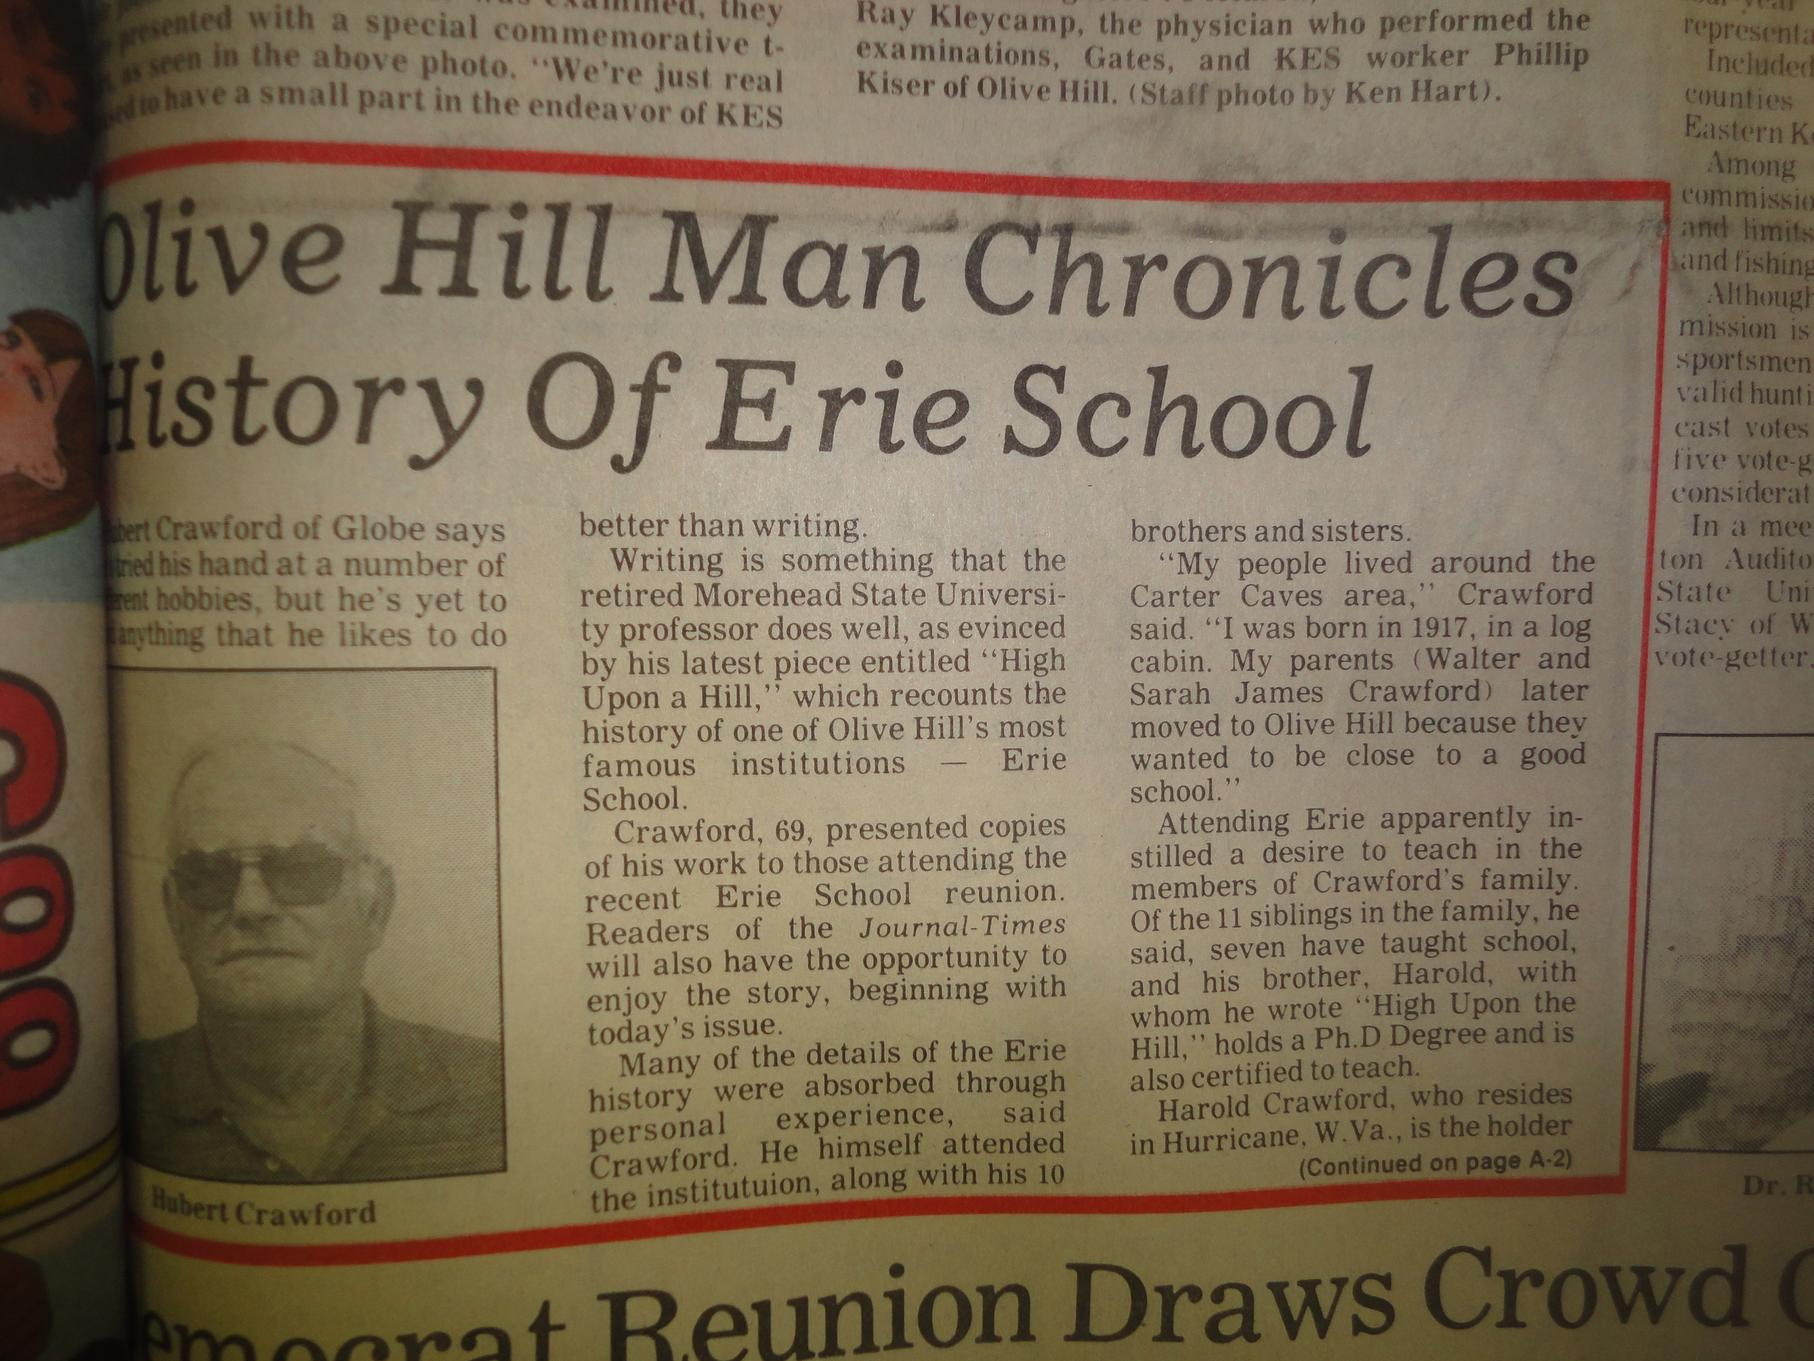 was examined, they
presented with a special commemorative t-
as seen in the above photo. "We're just real
to have a small part in the endeavor of KES
Ray Kleycamp, the physician who performed the
examinations, Gates, and KES worker Phillip
Kiser of Olive Hill. (Staff photo by Ken Hart).
Olive Hill Man Chronicles
History Of Erie School
Crawford of Globe says
tried his hand at a number of
hobbies, but he's yet to
anything that he likes to do
Hubert Crawford
better than writing.
Writing is something that the
retired Morehead State Universi-
ty professor does well, as evinced
by his latest piece entitled "High
Upon a Hill," which recounts the
history of one of Olive Hill's most
famous institutions — Erie
School.
Crawford, 69, presented copies
of his work to those attending the
recent Erie School reunion.
Readers of the Journal-Times
will also have the opportunity to
enjoy the story, beginning with
today's issue.
Many of the details of the Erie
history were absorbed through
personal experience, said
Crawford. He himself attended
the institutuion, along with his 10
brothers and sisters.
"My people lived around the
Carter Caves area," Crawford
said. "I was born in 1917, in a log
cabin. My parents (Walter and
Sarah James Crawford) later
moved to Olive Hill because they
wanted to be close to a good
school."
Attending Erie apparently in-
stilled a desire to teach in the
members of Crawford's family.
Of the 11 siblings in the family, he
said, seven have taught school,
and his brother, Harold, with
whom he wrote "High Upon the
Hill," holds a Ph.D Degree and is
also certified to teach.
Harold Crawford, who resides
in Hurricane, W.Va., is the holder
(Continued on page A-2)
representa
Included
counties
Eastern K
Among
commissio
and limits
and fishing
Although
mission is
sportsmen
valid hunti
cast votes
five vote-g
considerat
In a mee
ton Audito
State Uni
Stacy of W
vote-getter.
Dr. R
emocrat Reunion Draws Crowd